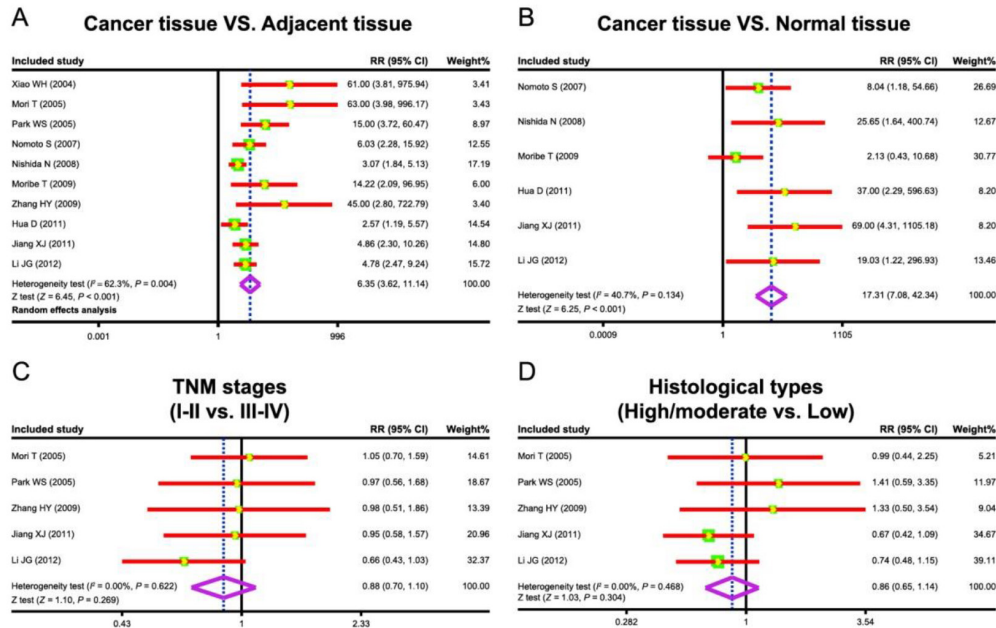 A
Cancer tissue VS. Adjacent tissue
Included study RR (95% CI) Weight%
Xiao WH (2004) 61.00 (3.81, 975.94) 3.41
Mori T (2005) 63.00 (3.98, 996.17) 3.43
Park WS (2005) 15.00 (3.72, 60.47) 8.97
Nomoto S (2007) 6.03 (2.28, 15.92) 12.55
Nishida N (2008) 3.07 (1.84, 5.13) 17.19
Moribe T (2009) 14.22 (2.09, 96.95) 6.00
Zhang HY (2009) 45.00 (2.80, 722.79) 3.40
Hua D (2011) 2.57 (1.19, 5.57) 14.54
Jiang XJ (2011) 4.86 (2.30, 10.26) 14.80
Li JG (2012) 4.78 (2.47, 9.24) 15.72
Heterogeneity test (I² = 62.3%, P = 0.004) 6.35 (3.62, 11.14) 100.00
Z test (Z = 6.45, P < 0.001)
Random effects analysis
0.001 1 996
B
Cancer tissue VS. Normal tissue
Included study RR (95% CI) Weight%
Nomoto S (2007) 8.04 (1.18, 54.66) 26.69
Nishida N (2008) 25.65 (1.64, 400.74) 12.67
Moribe T (2009 2.13 (0.43, 10.68) 30.77
Hua D (2011) 37.00 (2.29, 596.63) 8.20
Jiang XJ (2011) 69.00 (4.31, 1105.18) 8.20
Li JG (2012) 19.03 (1.22, 296.93) 13.46
Heterogeneity test (I² = 40.7%, P = 0.134) 17.31 (7.08, 42.34) 100.00
Z test (Z = 6.25, P < 0.001)
0.0009 1 1105
C
TNM stages
(I-II vs. III-IV)
Included study RR (95% CI) Weight%
Mori T (2005) 1.05 (0.70, 1.59) 14.61
Park WS (2005) 0.97 (0.56, 1.68) 18.67
Zhang HY (2009) 0.98 (0.51, 1.86) 13.39
Jiang XJ (2011) 0.95 (0.58, 1.57) 20.96
Li JG (2012) 0.66 (0.43, 1.03) 32.37
Heterogeneity test (I² = 0.00%, P = 0.622) 0.88 (0.70, 1.10) 100.00
Z test (Z = 1.10, P = 0.269)
0.43 1 2.33
D
Histological types
(High/moderate vs. Low)
Included study RR (95% CI) Weight%
Mori T (2005) 0.99 (0.44, 2.25) 5.21
Park WS (2005) 1.41 (0.59, 3.35) 11.97
Zhang HY (2009) 1.33 (0.50, 3.54) 9.04
Jiang XJ (2011) 0.67 (0.42, 1.09) 34.67
Li JG (2012) 0.74 (0.48, 1.15) 39.11
Heterogeneity test (I² = 0.00%, P = 0.468) 0.86 (0.65, 1.14) 100.00
Z test (Z = 1.03, P = 0.304)
0.282 1 3.54